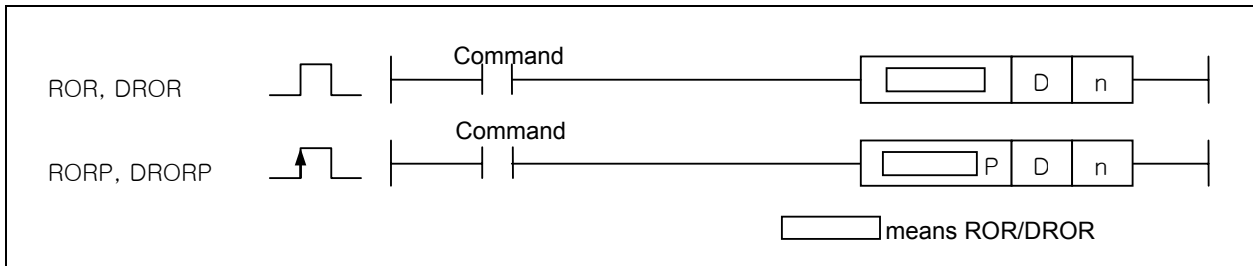 Command
ROR, DROR D n
Command
RORP, DRORP P D n
means ROR/DROR